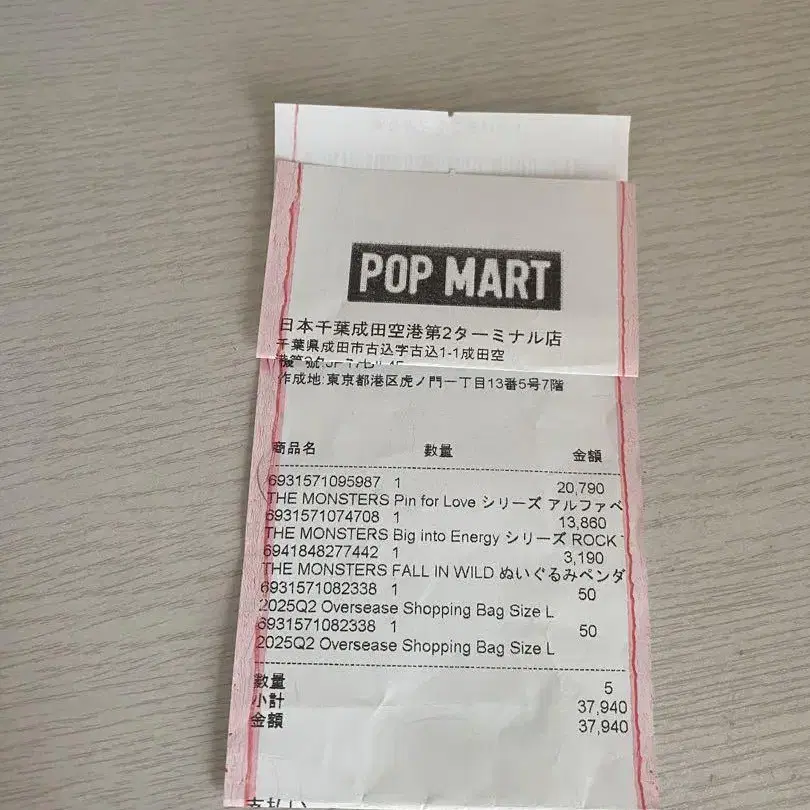 POP MART
日本千葉成田空港第2ターミナル店
千葉県成田市古込字古込1-1成田空
作成地:東京都港区虎ノ門一丁目13番5号7階
商品名 數量 金額
6931571095987 1 20,790
THE MONSTERS Pin for Love シリーズ アルファベ
6931571074708 1 13,860
THE MONSTERS Big into Energy シリーズ ROCK
6941848277442 1 3,190
THE MONSTERS FALL IN WILD ぬいぐるみペンダ
6931571082338 1 50
2025Q2 Oversease Shopping Bag Size L
6931571082338 1 50
2025Q2 Oversease Shopping Bag Size L
數量 5
小計 37,940
金額 37,940
支払い